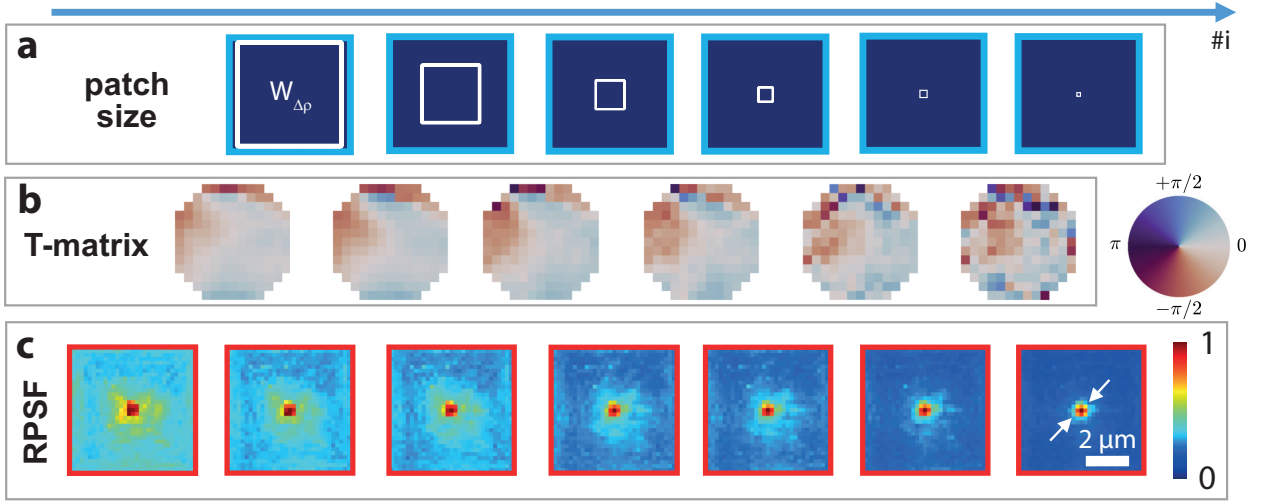 #i
a
patch
size
W Δρ
b
T-matrix
+π/2
π
0
−π/2
c
RPSF
2 μm
1
0